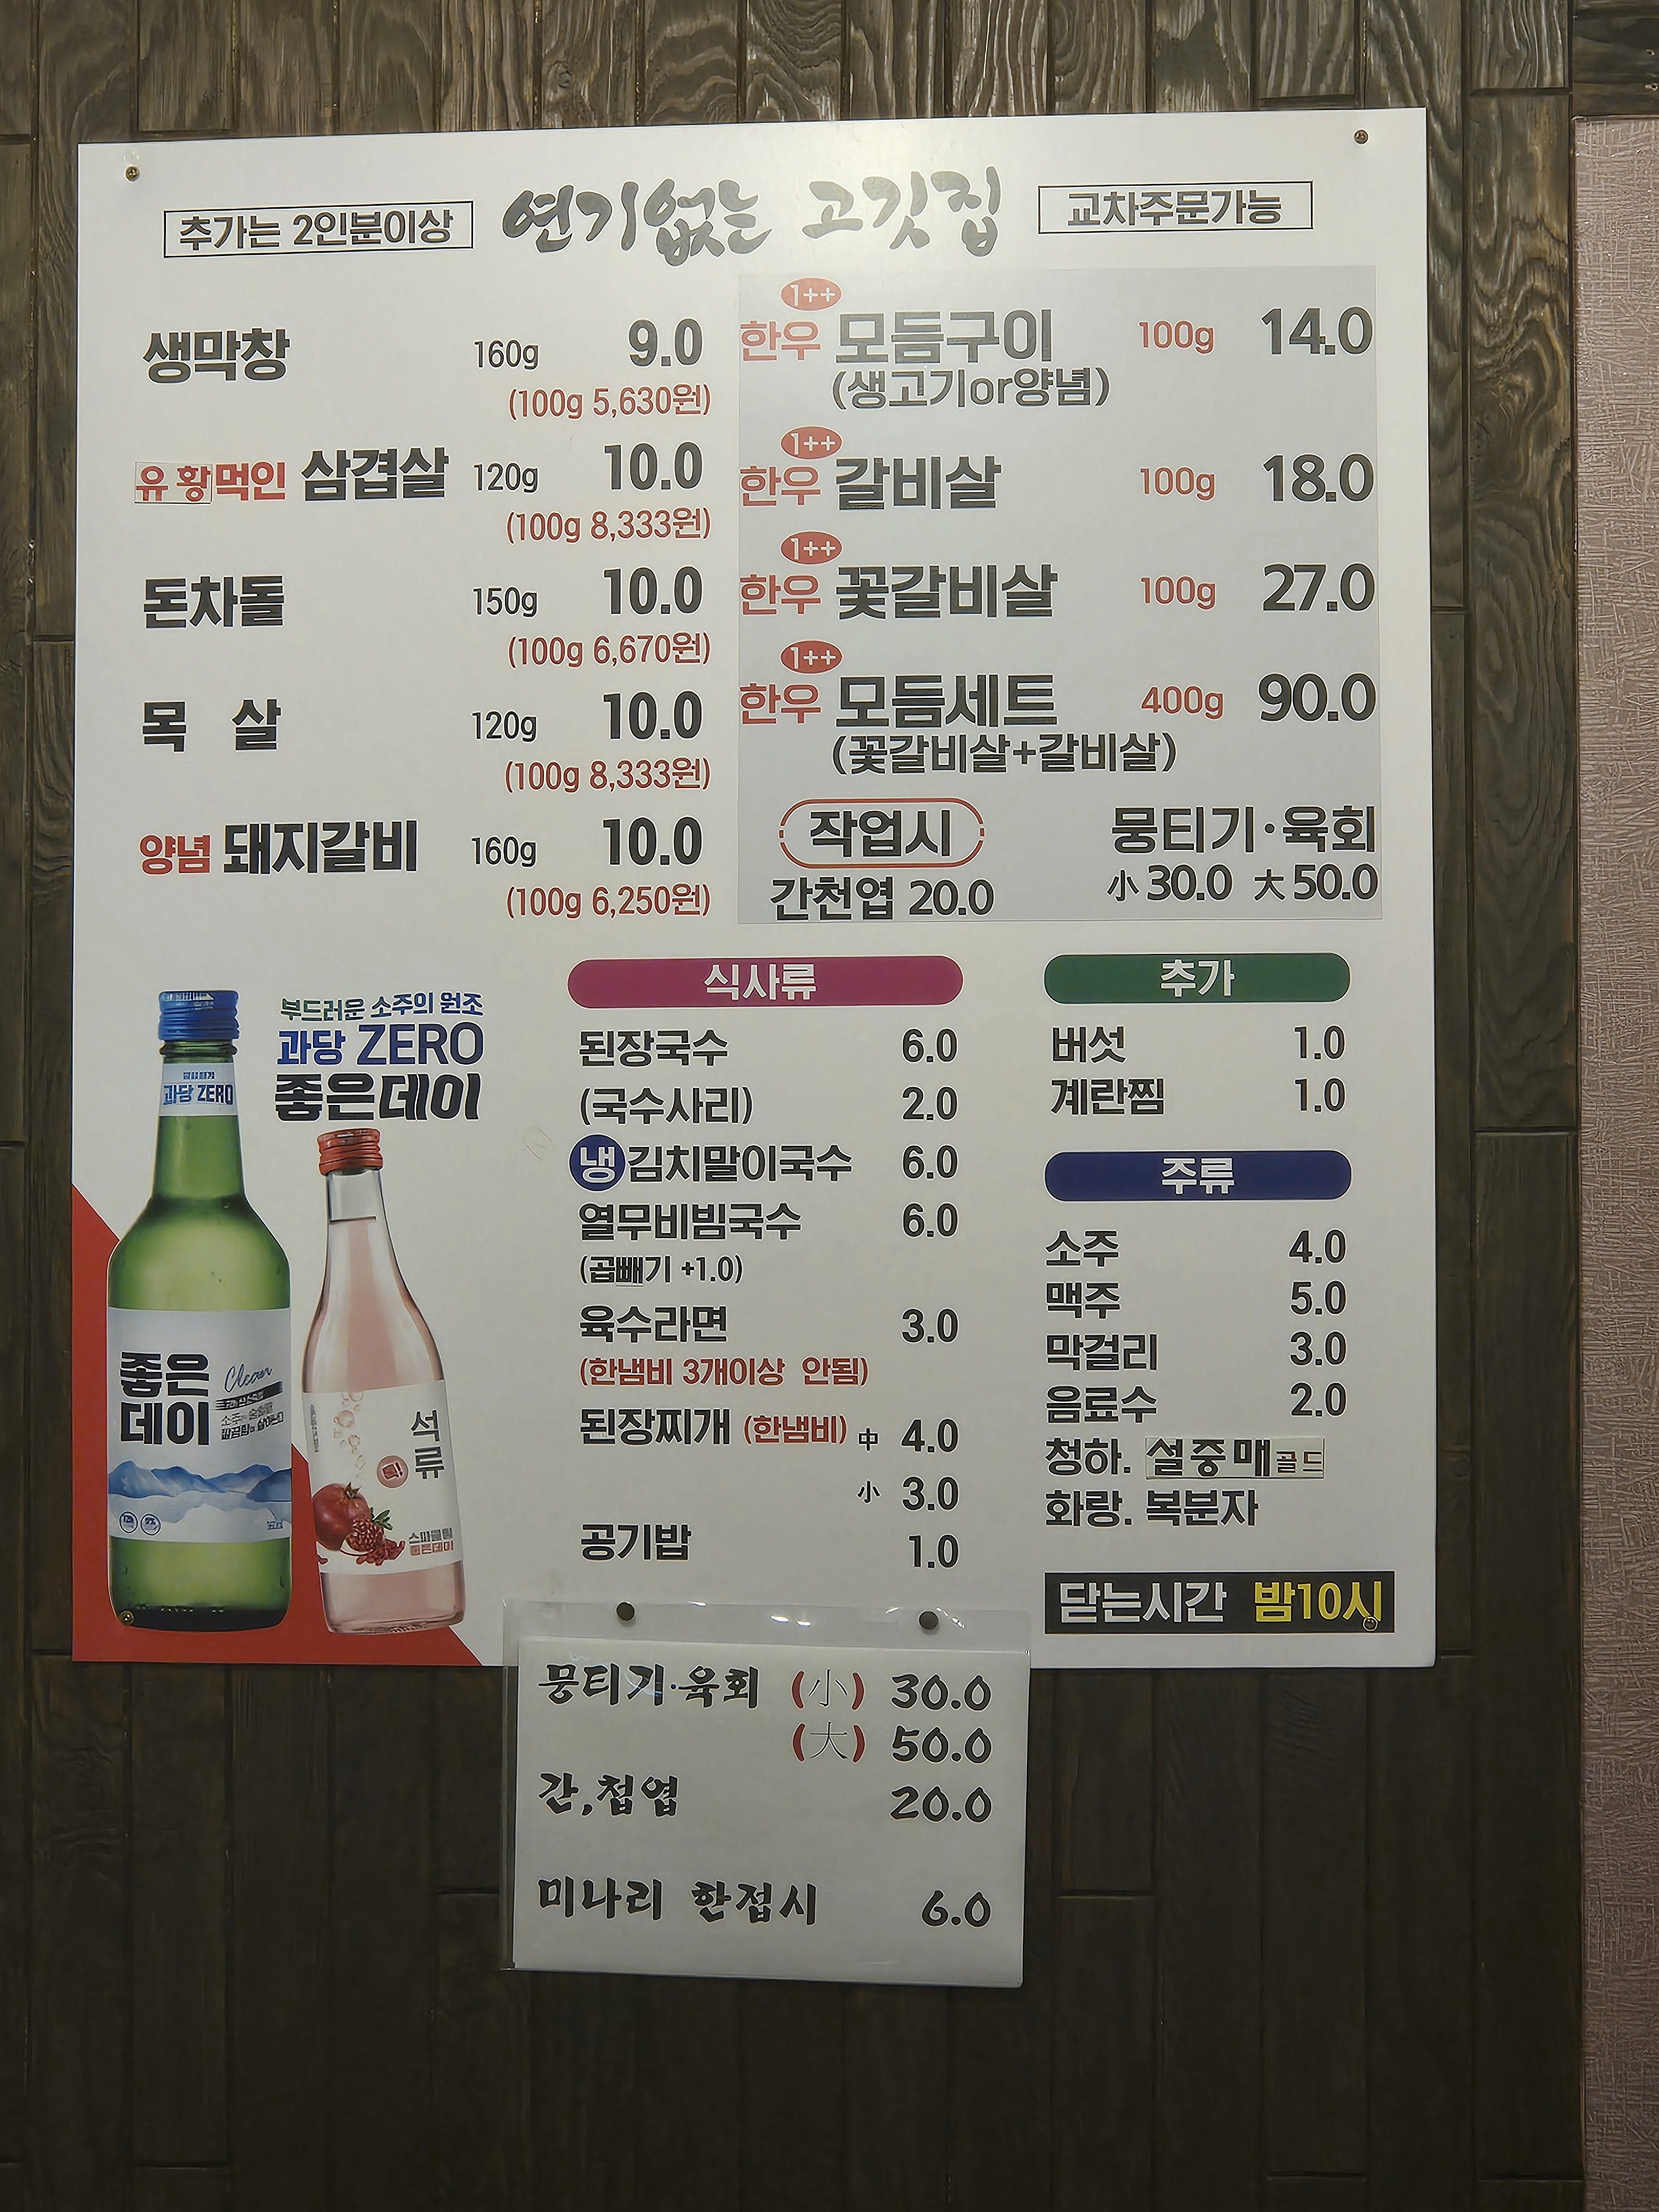 추가는 2인분이상
연기없는 고깃집
교차주문가능
생막창 160g 9.0
(100g 5,630원)
유황먹인 삼겹살 120g 10.0
(100g 8,333원)
돈차돌 150g 10.0
(100g 6,670원)
목 살 120g 10.0
(100g 8,333원)
양념 돼지갈비 160g 10.0
(100g 6,250원)
1++
한우 모듬구이 100g 14.0
(생고기or양념)
1++
한우 갈비살 100g 18.0
1++
한우 꽃갈비살 100g 27.0
1++
한우 모듬세트 400g 90.0
(꽃갈비살+갈비살)
작업시
간천엽 20.0
뭉티기·육회
小 30.0 大 50.0
부드러운 소주의 원조
과당 ZERO
좋은데이
과당 ZERO
좋은
데이
Clean
석류
스파클링
좋은데이
식사류
된장국수 6.0
(국수사리) 2.0
냉 김치말이국수 6.0
열무비빔국수 6.0
(곱빼기 +1.0)
육수라면 3.0
(한냄비 3개이상 안됨)
된장찌개 (한냄비) 中 4.0
小 3.0
공기밥 1.0
추가
버섯 1.0
계란찜 1.0
주류
소주 4.0
맥주 5.0
막걸리 3.0
음료수 2.0
청하. 설중매골드
화랑. 복분자
닫는시간 밤10시
뭉티기·육회 (小) 30.0
(大) 50.0
간,첩엽 20.0
미나리 한접시 6.0